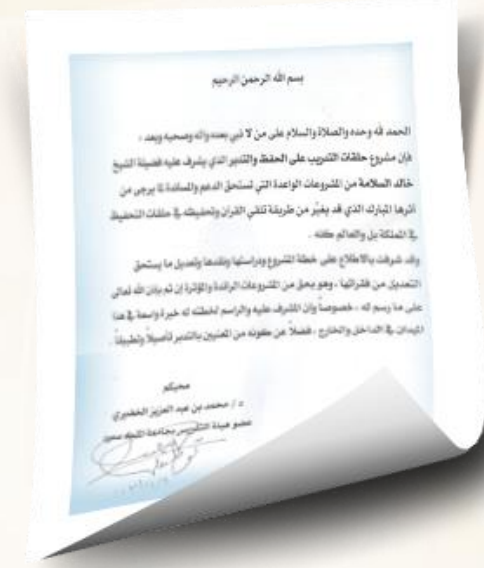 بسم الله الرحمن الرحيم
الحمد لله وحده والصلاة والسلام على من لا نبي بعده وآله وصحبه وبعد ،
فإن مشروع حلقات التدريب على الحفظ والتدبر الذي يشرف عليه فضيلة الشيخ
خالد السلامة من المشروعات الواعدة التي تستحق الدعم والمساندة لما يرجى من
أثرها المبارك الذي قد يغيّر من طريقة تلقي القرآن وتحفيظه في حلقات التحفيظ
في المملكة بل والعالم كله .
وقد شرفت بالاطلاع على خطة المشروع ودراستها ونقدها وتعديل ما يستحق
التعديل من فقراتها ، وهو بحق من المشروعات الرائدة والمؤثرة إن تم بإذن الله تعالى
على ما رسم له ، خصوصاً وأن المشرف عليه والراسم لخطته له خبرة واسعة في هذا
الميدان في الداخل والخارج ، فضلاً عن كونه من المعنيين بالتدبر تأصيلاً وتطبيقاً .
محبكم
د / محمد بن عبد العزيز الخضيري
عضو هيئة التدريس بجامعة الملك سعود